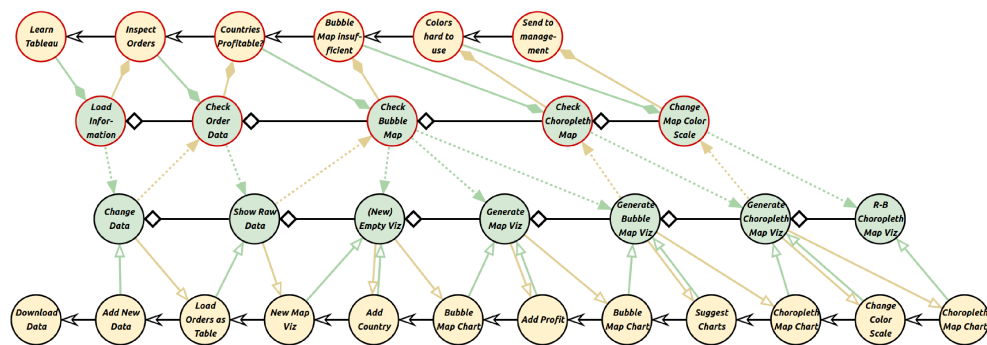 Learn
Tableau
Inspect
Orders
Countries
Profitable?
Bubble
Map insuf-
ficient
Colors
hard to
use
Send to
manage-
ment
Load
Infor-
mation
Check
Order
Data
Check
Bubble
Map
Check
Choropleth
Map
Change
Map Color
Scale
Change
Data
Show Raw
Data
(New)
Empty Viz
Generate
Map Viz
Generate
Bubble
Map Viz
Generate
Choropleth
Map Viz
R-B
Choropleth
Map Viz
Download
Data
Add New
Data
Load
Orders as
Table
New Map
Viz
Add
Country
Bubble
Map Chart
Add Profit
Bubble
Map Chart
Suggest
Charts
Choropleth
Map Chart
Change
Color
Scale
Choropleth
Map Chart